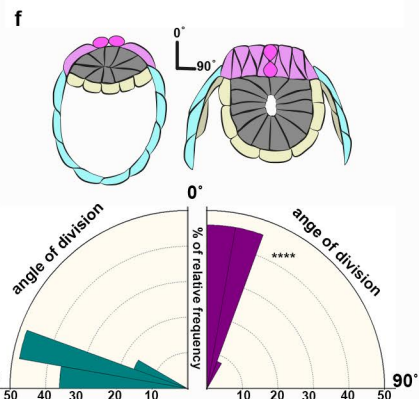 f
0°
90°
0°
angle of division
% of relative frequency
ange of division
****
90°
50 40 30 20 10
10 20 30 40 50